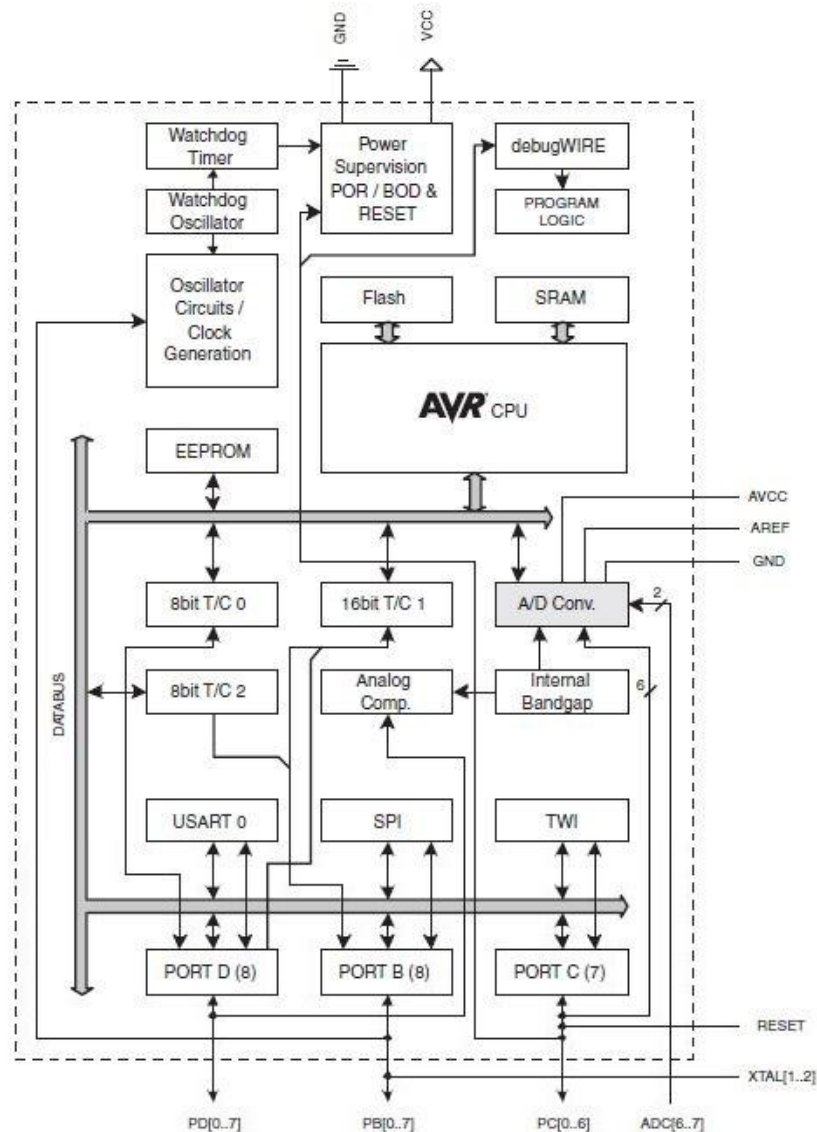 GND
VCC
Watchdog
Timer
Power
Supervision
POR / BOD &
RESET
debugWIRE
Watchdog
Oscillator
PROGRAM
LOGIC
Oscillator
Circuits /
Clock
Generation
Flash
SRAM
AVR CPU
EEPROM
AVCC
AREF
GND
8bit T/C 0
16bit T/C 1
A/D Conv.
2
8bit T/C 2
Analog
Comp.
Internal
Bandgap
6
DATABUS
USART 0
SPI
TWI
PORT D (8)
PORT B (8)
PORT C (7)
RESET
XTAL[1..2]
PD[0..7]
PB[0..7]
PC[0..6]
ADC[6..7]